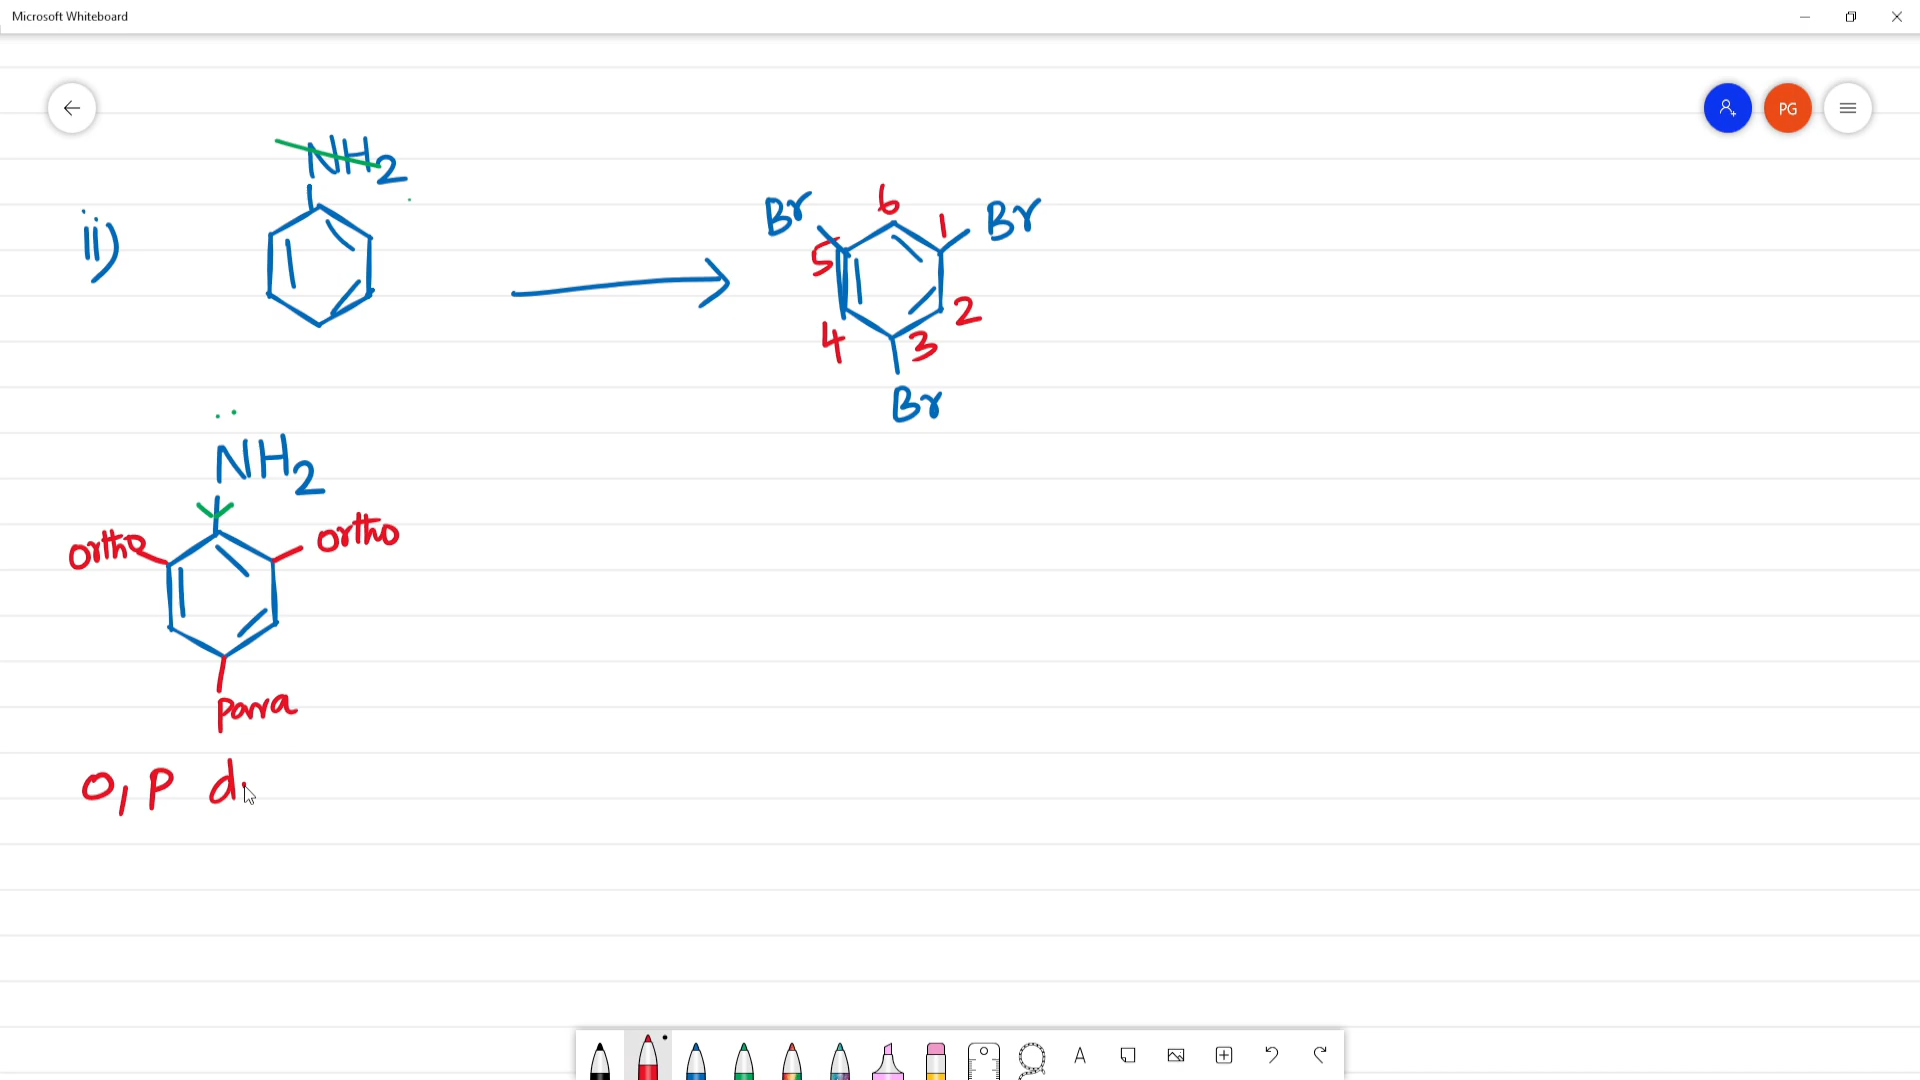 Microsoft Whiteboard
PG
ii)
NH2
Br
6
1
Br
5
2
4
3
Br
NH2
ortho
ortho
para
O, P d
A